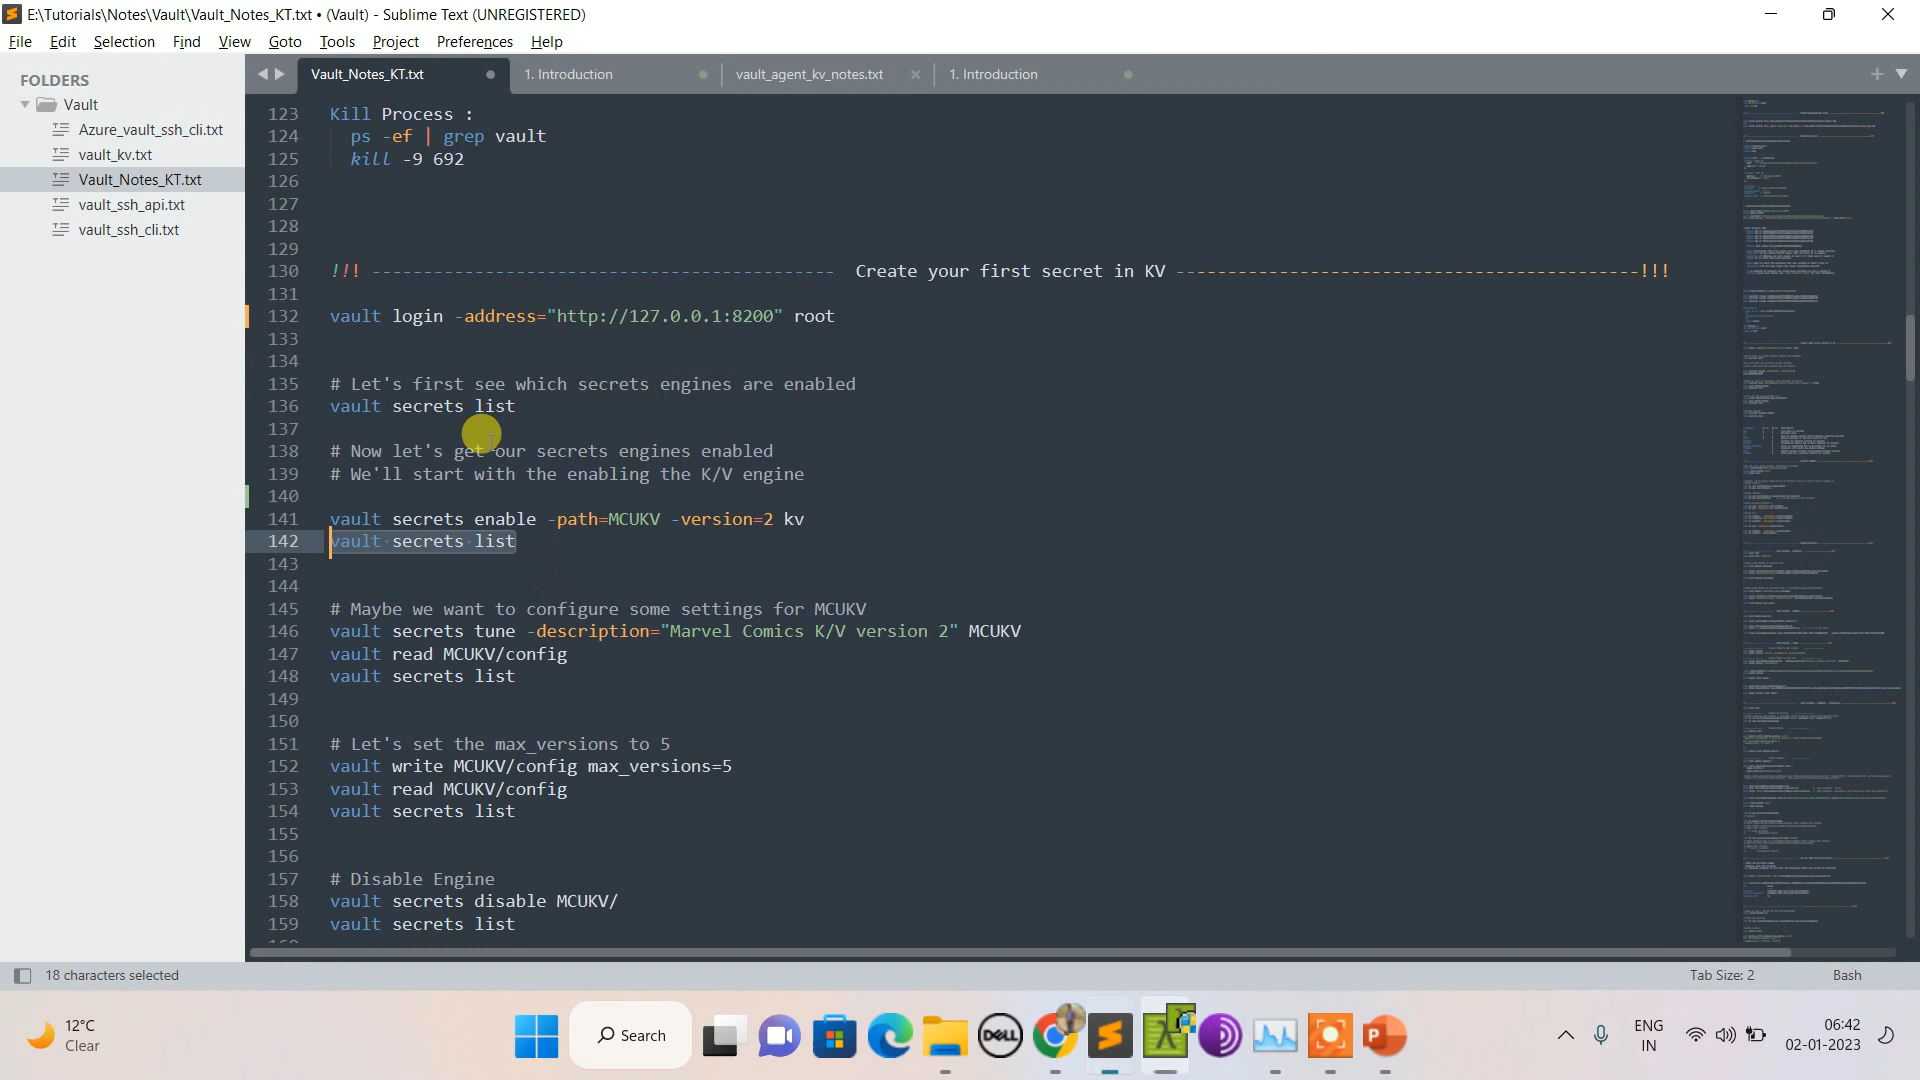 E:\Tutorials\Notes\Vault\Vault_Notes_KT.txt • (Vault) - Sublime Text (UNREGISTERED)
File Edit Selection Find View Goto Tools Project Preferences Help
FOLDERS
Vault
Azure_vault_ssh_cli.txt
vault_kv.txt
Vault_Notes_KT.txt
vault_ssh_api.txt
vault_ssh_cli.txt
Vault_Notes_KT.txt 1. Introduction vault_agent_kv_notes.txt 1. Introduction
123 Kill Process :
124 ps -ef | grep vault
125 kill -9 692
126
127
128
129
130 !!! --------------------------------------------- Create your first secret in KV ---------------------------------------------!!!
131
132 vault login -address="http://127.0.0.1:8200" root
133
134
135 # Let's first see which secrets engines are enabled
136 vault secrets list
137
138 # Now let's get our secrets engines enabled
139 # We'll start with the enabling the K/V engine
140
141 vault secrets enable -path=MCUKV -version=2 kv
142 vault secrets list
143
144
145 # Maybe we want to configure some settings for MCUKV
146 vault secrets tune -description="Marvel Comics K/V version 2" MCUKV
147 vault read MCUKV/config
148 vault secrets list
149
150
151 # Let's set the max_versions to 5
152 vault write MCUKV/config max_versions=5
153 vault read MCUKV/config
154 vault secrets list
155
156
157 # Disable Engine
158 vault secrets disable MCUKV/
159 vault secrets list
18 characters selected Tab Size: 2 Bash
12°C
Clear
Search
DELL
ENG
IN
06:42
02-01-2023